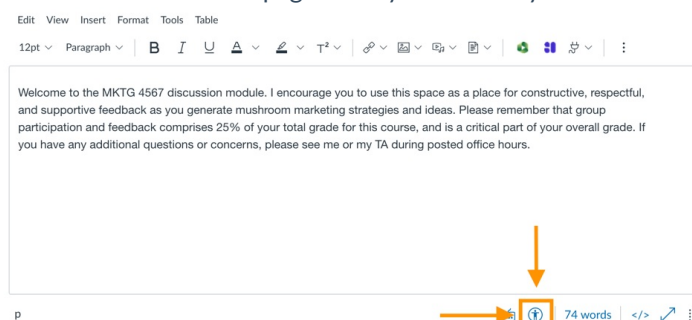 Edit View Insert Format Tools Table
12pt Paragraph B I U A T²
Welcome to the MKTG 4567 discussion module. I encourage you to use this space as a place for constructive, respectful,
and supportive feedback as you generate mushroom marketing strategies and ideas. Please remember that group
participation and feedback comprises 25% of your total grade for this course, and is a critical part of your overall grade. If
you have any additional questions or concerns, please see me or my TA during posted office hours.
p 74 words </>